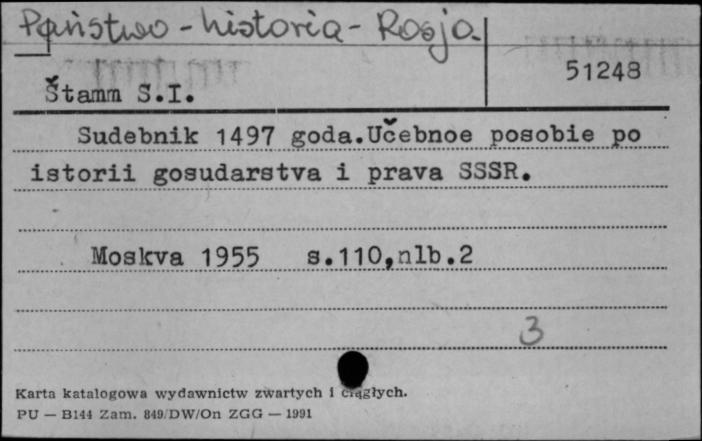 Państwo - historia - Rosja.
51248
Štamm S.I.
Sudebnik 1497 goda.Učebnoe posobie po
istorii gosudarstva i prava SSSR.
Moskva 1955 s.110,nlb.2
3
Karta katalogowa wydawnictw zwartych i ciągłych.
PU — B144 Zam. 849/DW/On ZGG — 1991